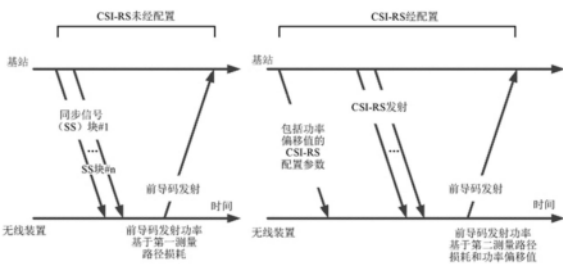 CSI-RS未经配置
基站
同步信号
（SS）块#1
...
SS块#n
前导码发射
时间
无线装置
前导码发射功率
基于第一测量
路径损耗
CSI-RS经配置
基站
CSI-RS发射
包括功率
偏移值的
CSI-RS
配置参数
...
前导码发射
时间
无线装置
前导码发射功率
基于第二测量路径
损耗和功率偏移值